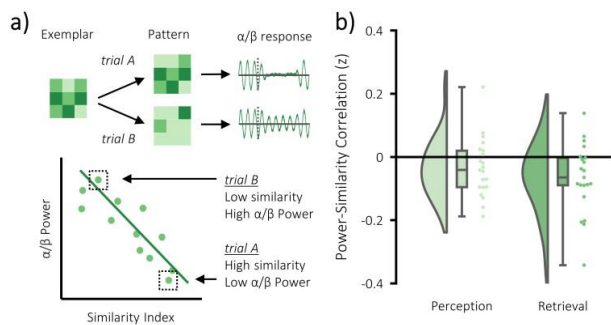 a)
Exemplar
Pattern
α/β response
trial A
trial B
α/β Power
Similarity Index
trial B
Low similarity
High α/β Power
trial A
High similarity
Low α/β Power
b)
Power-Similarity Correlation (z)
0.4
0.2
0
-0.2
-0.4
Perception
Retrieval